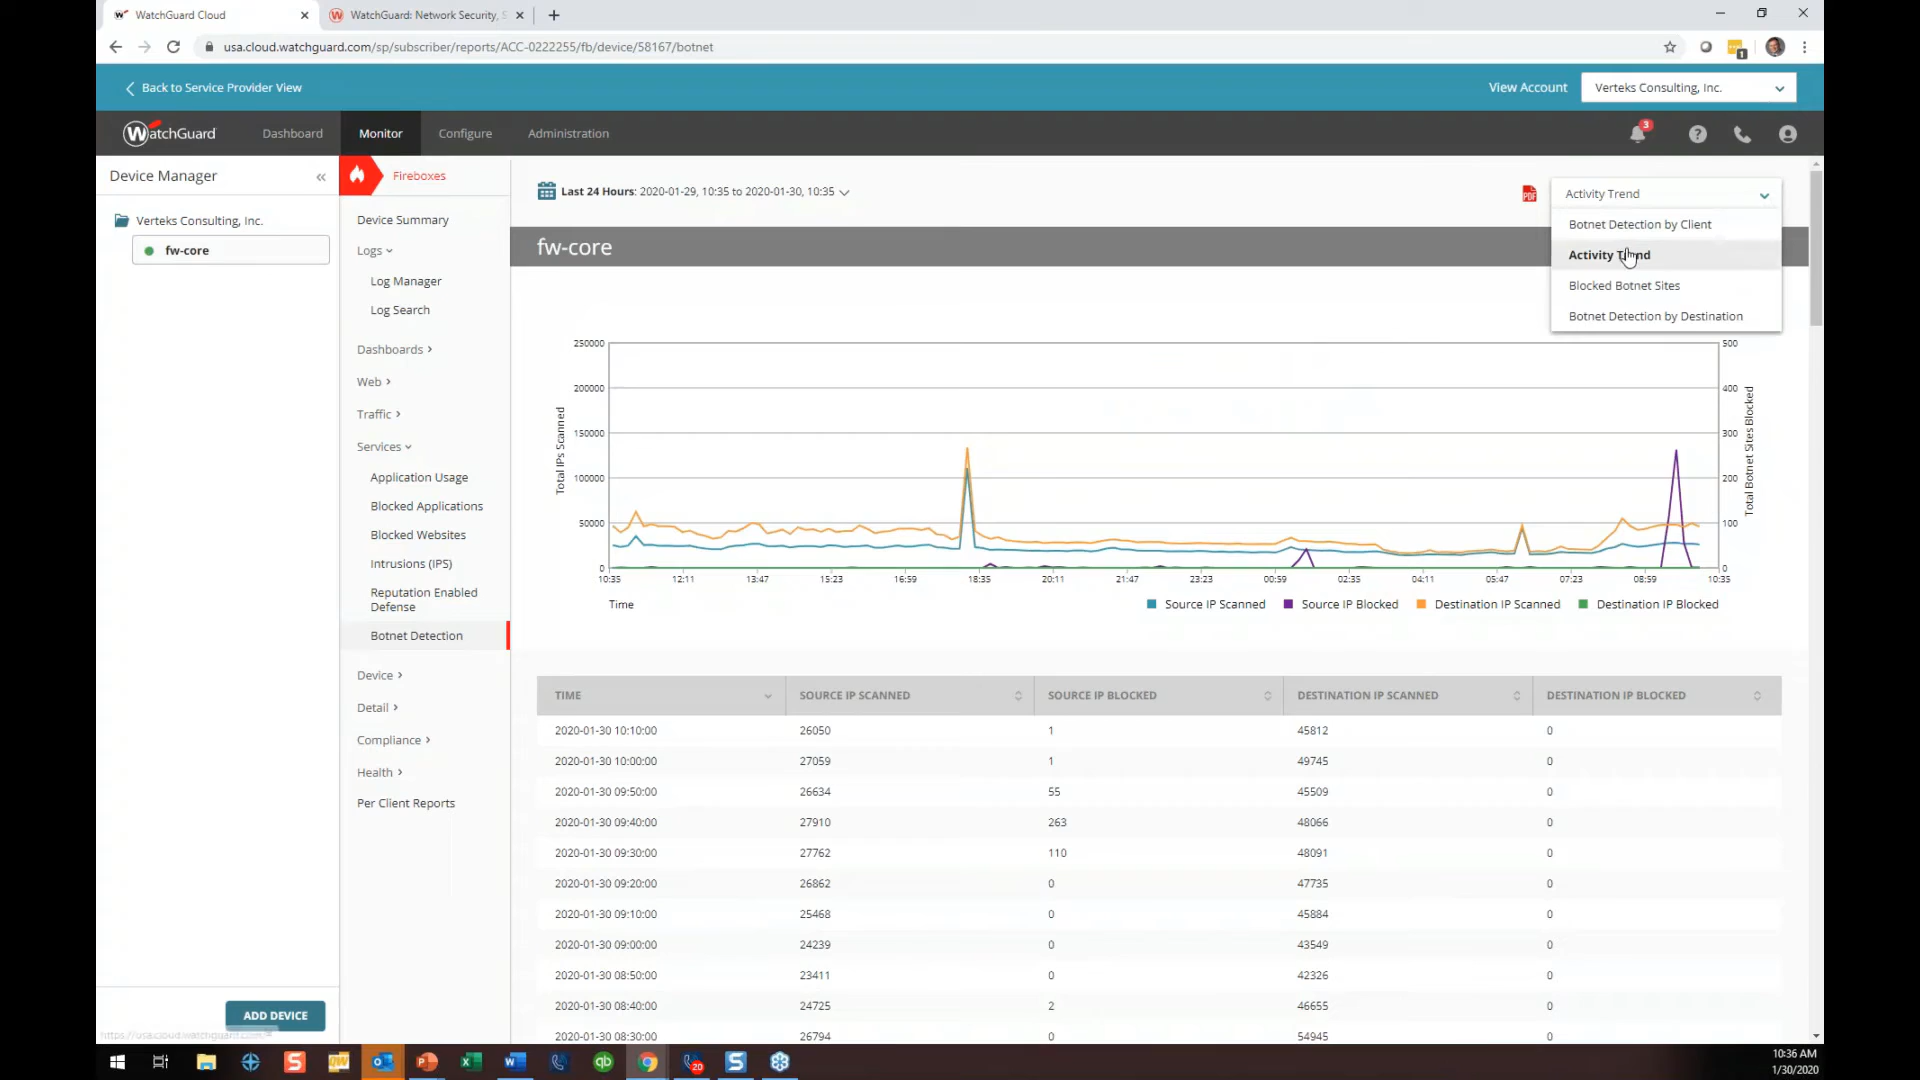 WatchGuard Cloud
WatchGuard: Network Security, S
usa.cloud.watchguard.com/sp/subscriber/reports/ACC-0222255/fb/device/58167/botnet
1
Back to Service Provider View
View Account
Verteks Consulting, Inc.
WatchGuard
Dashboard
Monitor
Configure
Administration
3
Device Manager
Verteks Consulting, Inc.
fw-core
ADD DEVICE
https://usa.cloud.watchguard.com/
Fireboxes
Device Summary
Logs
Log Manager
Log Search
Dashboards
Web
Traffic
Services
Application Usage
Blocked Applications
Blocked Websites
Intrusions (IPS)
Reputation Enabled
Defense
Botnet Detection
Device
Detail
Compliance
Health
Per Client Reports
Last 24 Hours: 2020-01-29, 10:35 to 2020-01-30, 10:35
PDF
Activity Trend
Botnet Detection by Client
Activity Trend
Blocked Botnet Sites
Botnet Detection by Destination
fw-core
Total IPs Scanned
250000
200000
150000
100000
50000
0
500
400
300
200
100
0
Total Botnet Sites Blocked
10:35 12:11 13:47 15:23 16:59 18:35 20:11 21:47 23:23 00:59 02:35 04:11 05:47 07:23 08:59 10:35
Time
Source IP Scanned Source IP Blocked Destination IP Scanned Destination IP Blocked
TIME SOURCE IP SCANNED SOURCE IP BLOCKED DESTINATION IP SCANNED DESTINATION IP BLOCKED
2020-01-30 10:10:00 26050 1 45812 0
2020-01-30 10:00:00 27059 1 49745 0
2020-01-30 09:50:00 26634 55 45509 0
2020-01-30 09:40:00 27910 263 48066 0
2020-01-30 09:30:00 27762 110 48091 0
2020-01-30 09:20:00 26862 0 47735 0
2020-01-30 09:10:00 25468 0 45884 0
2020-01-30 09:00:00 24239 0 43549 0
2020-01-30 08:50:00 23411 0 42326 0
2020-01-30 08:40:00 24725 2 46655 0
2020-01-30 08:30:00 26794 0 54945 0
20
10:36 AM
1/30/2020